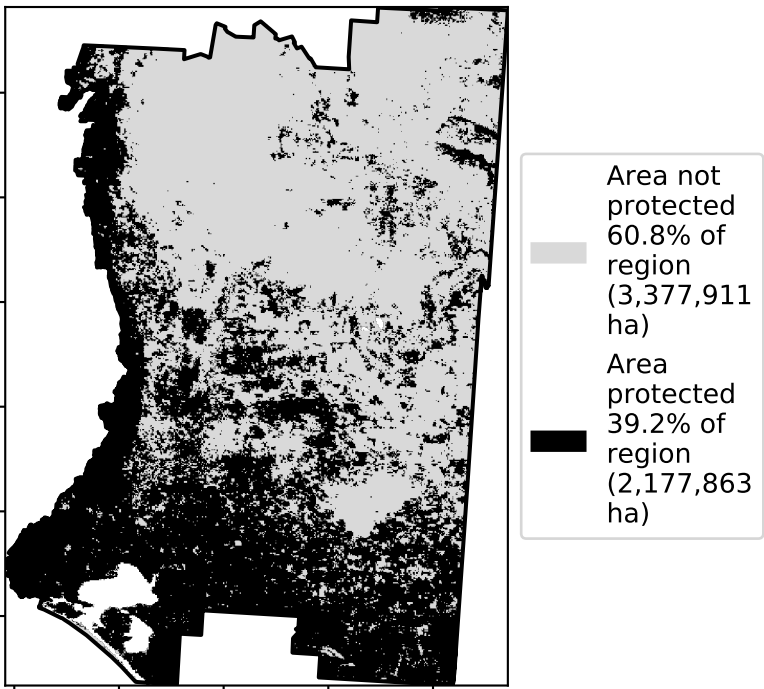 Area not
protected
60.8% of
region
(3,377,911
ha)
Area
protected
39.2% of
region
(2,177,863
ha)